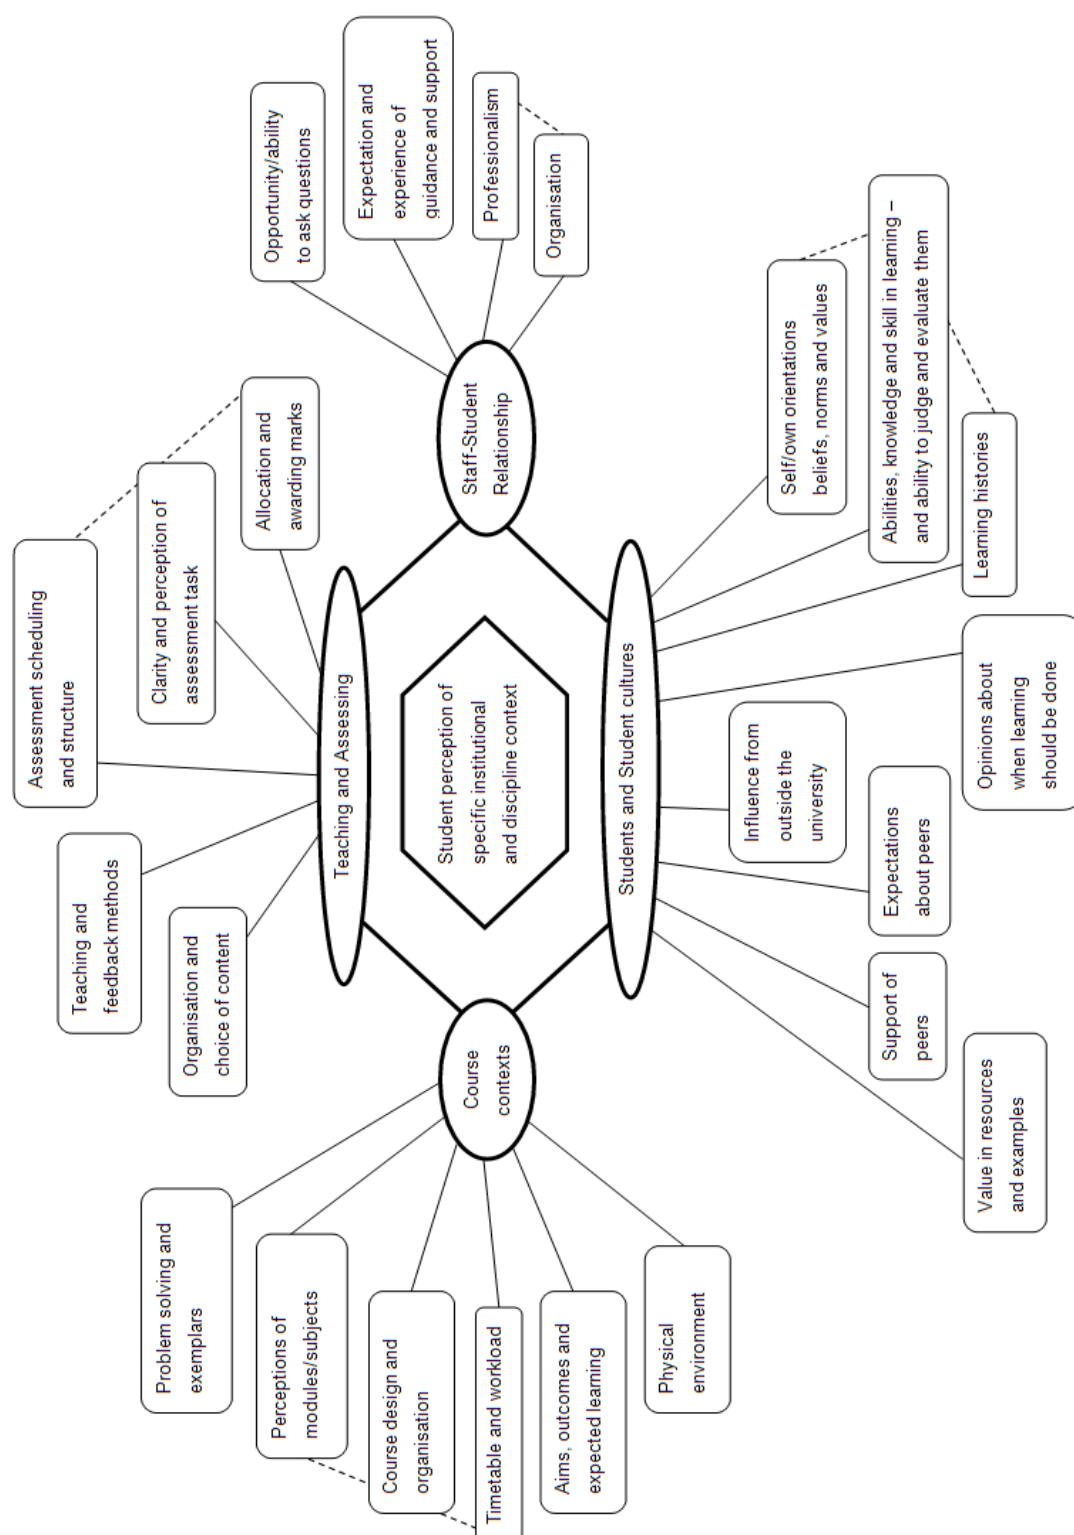 Assessment scheduling
and structure
Teaching and
feedback methods
Clarity and perception of
assessment task
Organisation and
choice of content
Allocation and
awarding marks
Problem solving and
exemplars
Opportunity/ability
to ask questions
Perceptions of
modules/subjects
Teaching and Assessing
Expectation and
experience of
guidance and support
Course design and
organisation
Course
contexts
Student perception of
specific institutional
and discipline context
Staff-Student
Relationship
Professionalism
Timetable and workload
Organisation
Aims, outcomes and
expected learning
Students and Student cultures
Physical
environment
Influence from
outside the
university
Self/own orientations
beliefs, norms and values
Support of
peers
Expectations
about peers
Abilities, knowledge and skill in learning –
and ability to judge and evaluate them
Value in resources
and examples
Opinions about
when learning
should be done
Learning histories